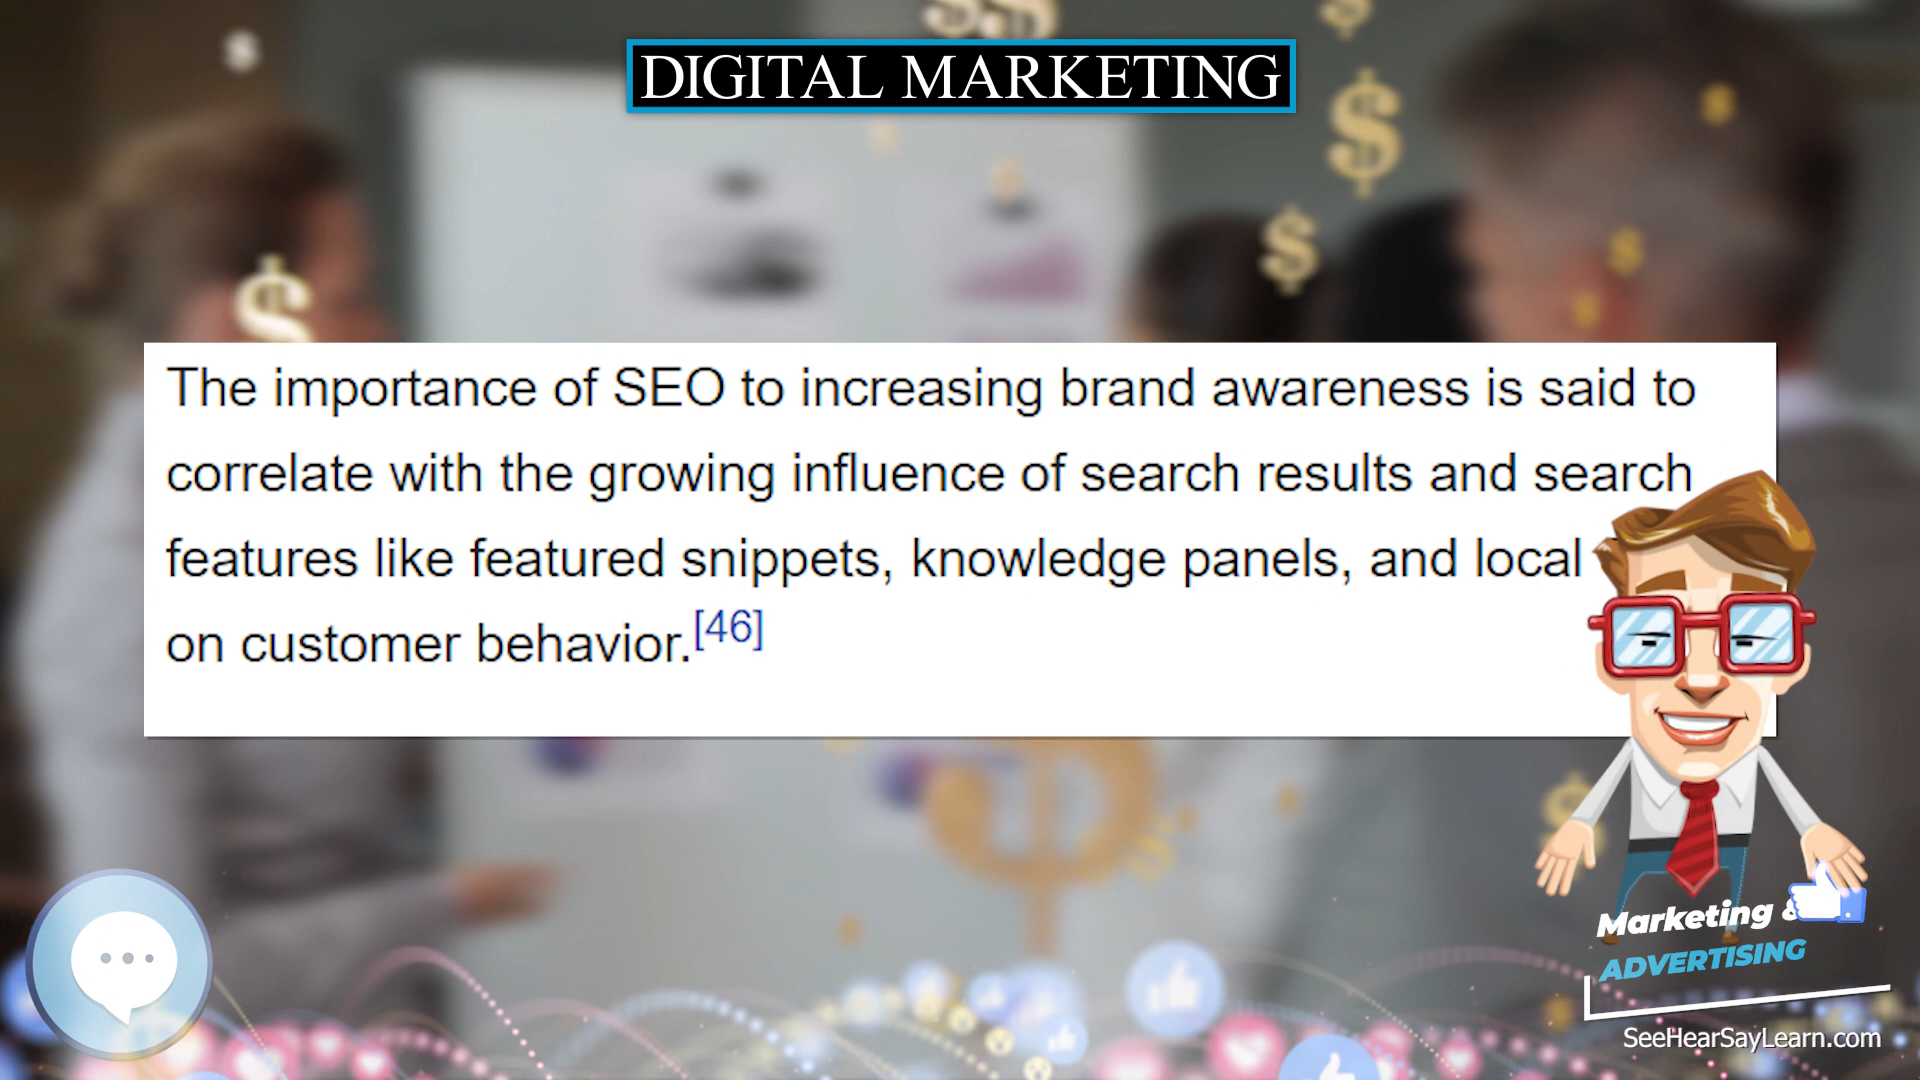 DIGITAL MARKETING
The importance of SEO to increasing brand awareness is said to
correlate with the growing influence of search results and search
features like featured snippets, knowledge panels, and local
on customer behavior.[46]
Marketing &
ADVERTISING
SeeHearSayLearn.com